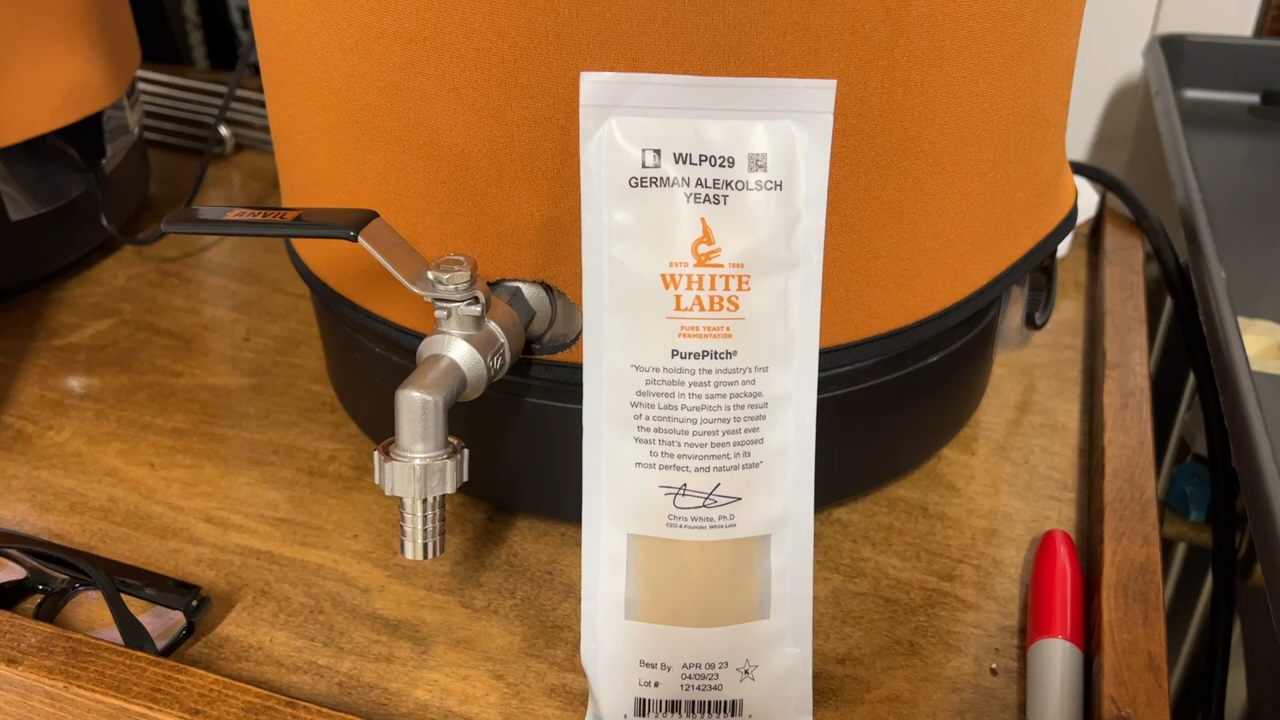 ANVIL
1/2"
WLP029
GERMAN ALE/KOLSCH
YEAST
ESTD 1995
WHITE
LABS
PURE YEAST &
FERMENTATION
PurePitch®
"You're holding the industry's first
pitchable yeast grown and
delivered in the same package.
White Labs PurePitch is the result
of a continuing journey to create
the absolute purest yeast ever.
Yeast that's never been exposed
to the environment, in its
most perfect, and natural state"
Chris White, Ph.D
CEO & Founder, White Labs
Best By: APR 09 23
04/09/23
K
Lot #: 12142340